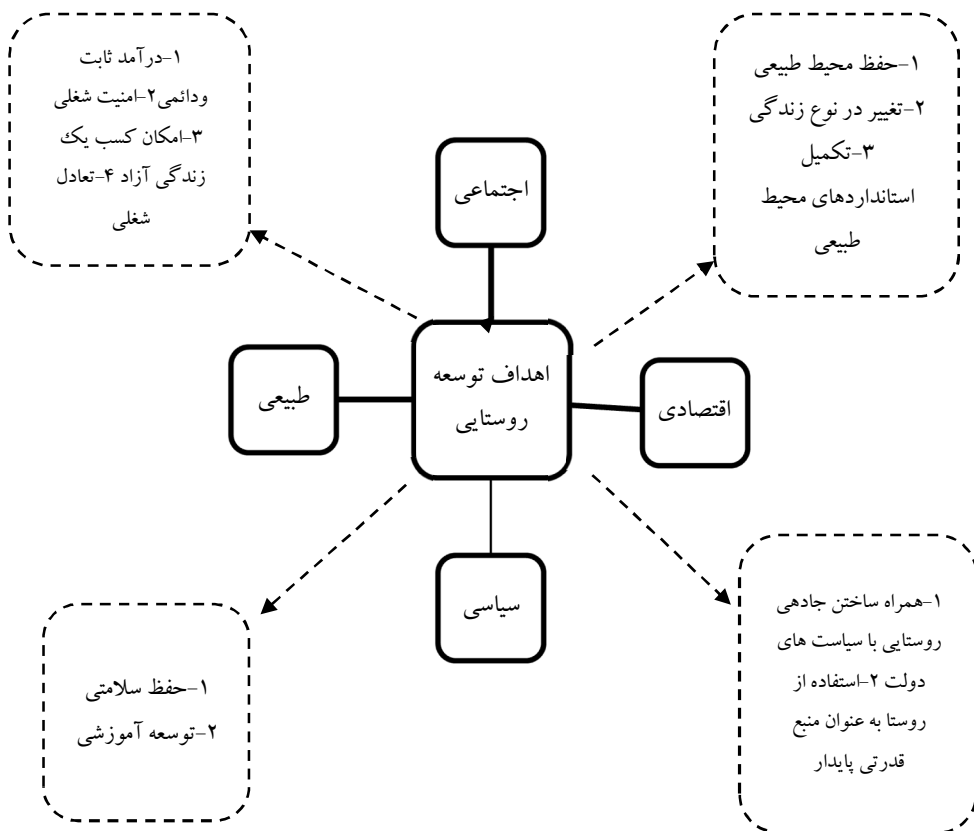 ۱-حفظ محیط طبیعی
۲-تغییر در نوع زندگی
۳-تکمیل
استانداردهای محیط
طبیعی
۱-درآمد ثابت
ودائمی۲-امنیت شغلی
۳-امکان کسب یک
زندگی آزاد ۴-تعادل
شغلی
اجتماعی
اقتصادی
اهداف توسعه
روستایی
طبیعی
سیاسی
۱-همراه ساختن جادهی
روستایی با سیاست های
دولت ۲-استفاده از
روستا به عنوان منبع
قدرتی پایدار
۱-حفظ سلامتی
۲-توسعه آموزشی